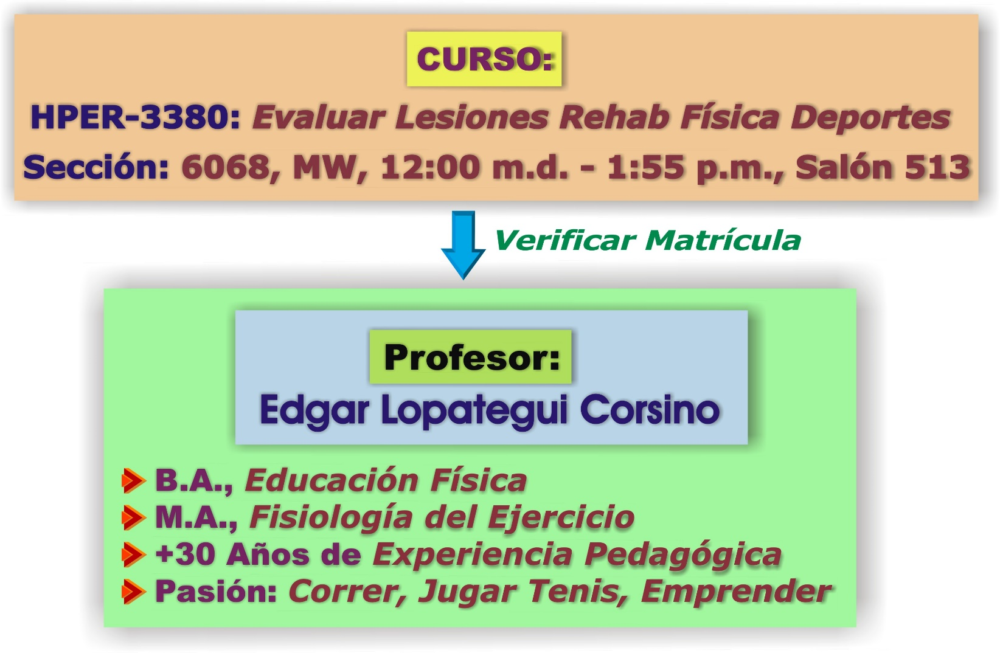 CURSO:
HPER-3380: Evaluar Lesiones Rehab Física Deportes
Sección: 6068, MW, 12:00 m.d. - 1:55 p.m., Salón 513
Verificar Matrícula
Profesor:
Edgar Lopategui Corsino
B.A., Educación Física
M.A., Fisiología del Ejercicio
+30 Años de Experiencia Pedagógica
Pasión: Correr, Jugar Tenis, Emprender